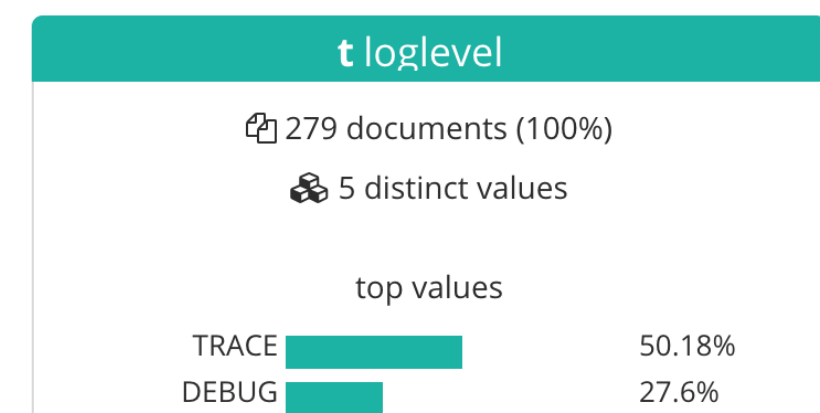 t loglevel
279 documents (100%)
5 distinct values
top values
TRACE 50.18%
DEBUG 27.6%